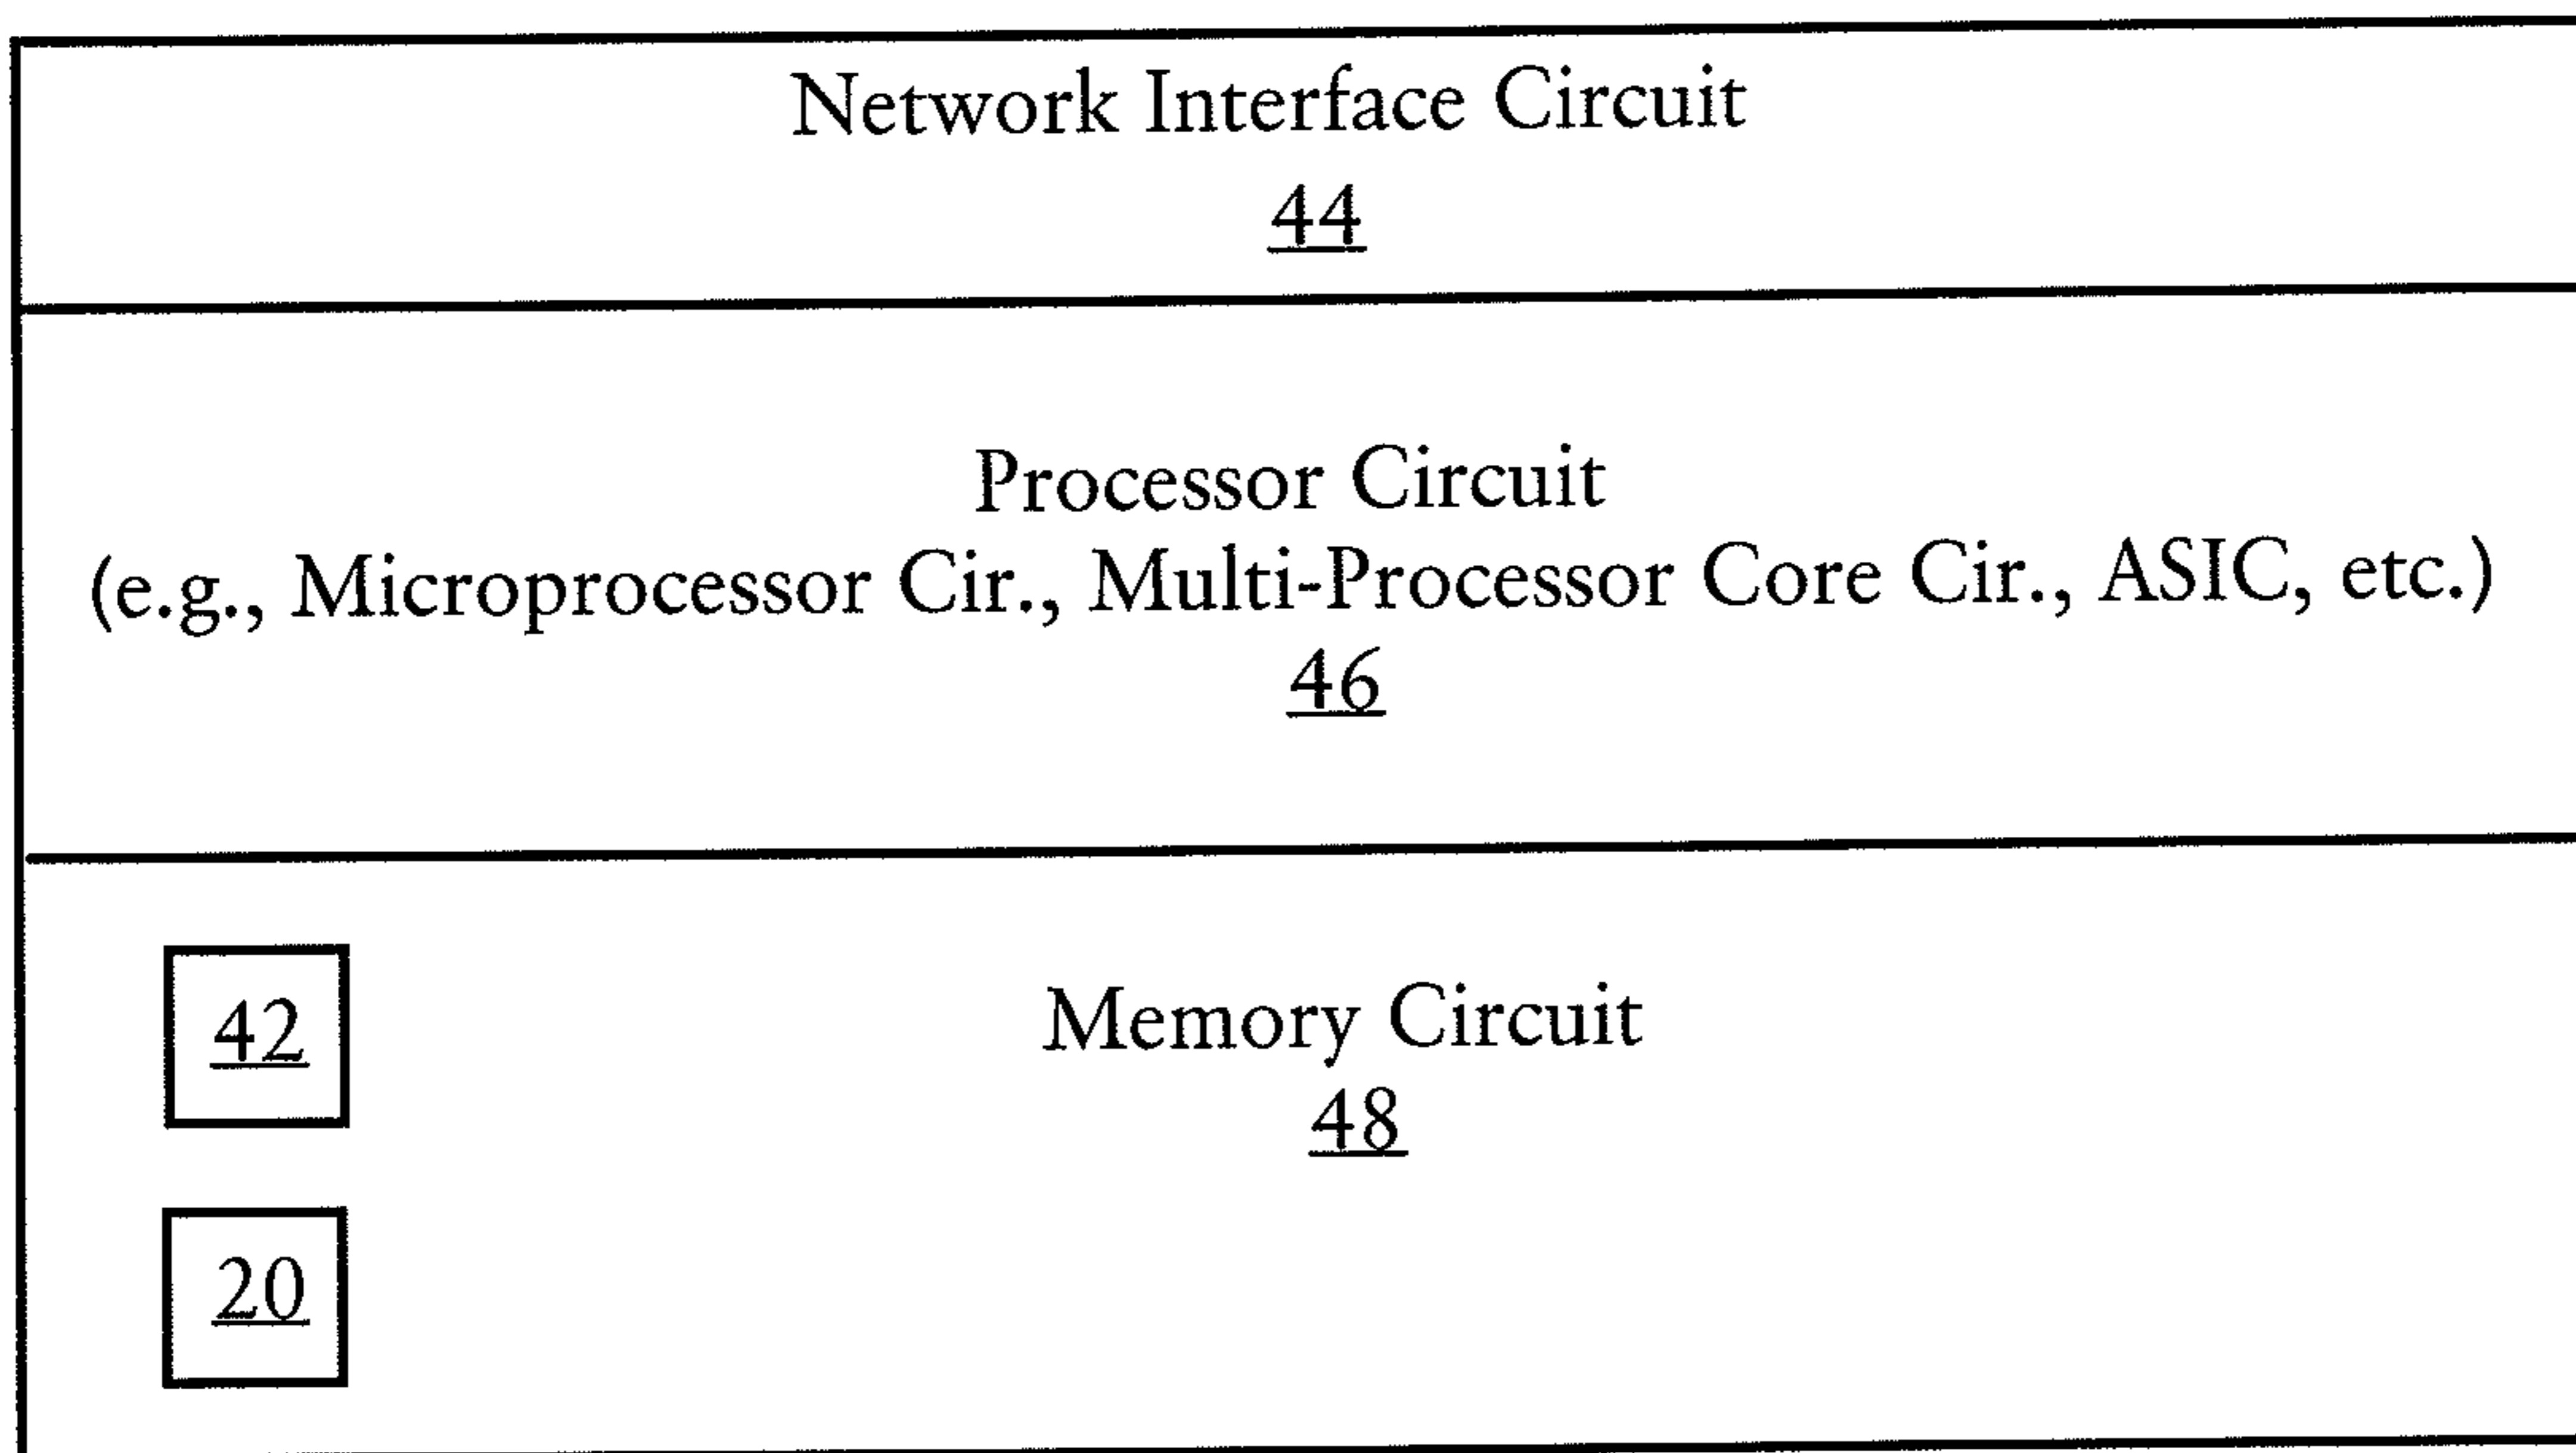 Network Interface Circuit
44
Processor Circuit
(e.g., Microprocessor Cir., Multi-Processor Core Cir., ASIC, etc.)
46
42
Memory Circuit
48
20